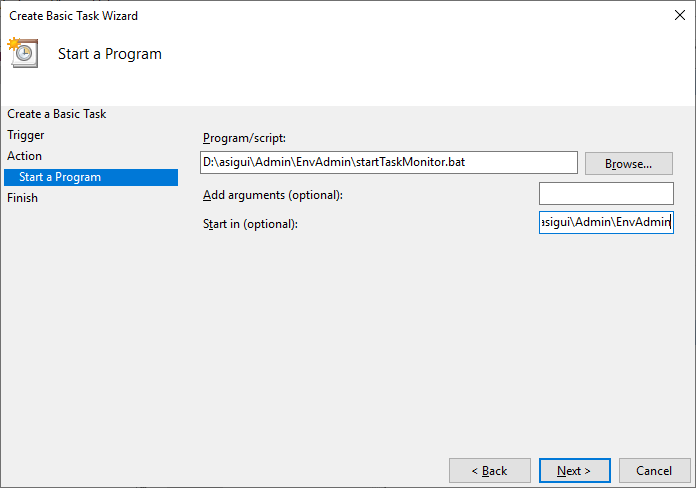 Create Basic Task Wizard
Start a Program
Create a Basic Task
Trigger
Action
Start a Program
Finish
Program/script:
D:\asigui\Admin\EnvAdmin\startTaskMonitor.bat
Browse...
Add arguments (optional):
Start in (optional):
asigui\Admin\EnvAdmin
< Back
Next >
Cancel